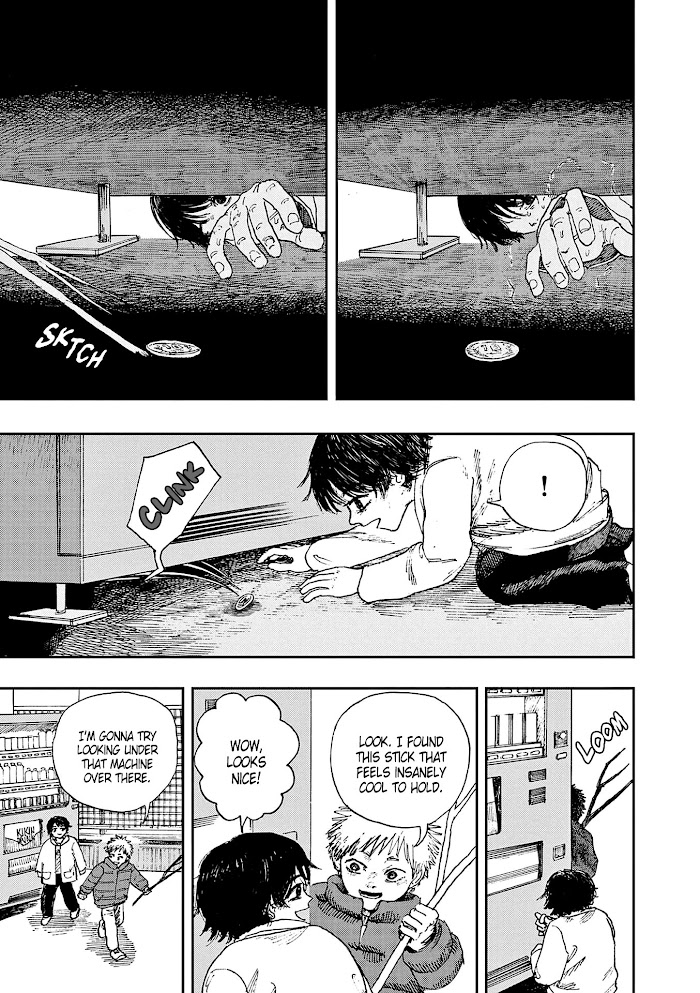 SKTCH
!
CLINK
LOOM
LOOK. I FOUND
THIS STICK THAT
FEELS INSANELY
COOL TO HOLD.
WOW,
LOOKS
NICE!
I'M GONNA TRY
LOOKING UNDER
THAT MACHINE
OVER THERE.